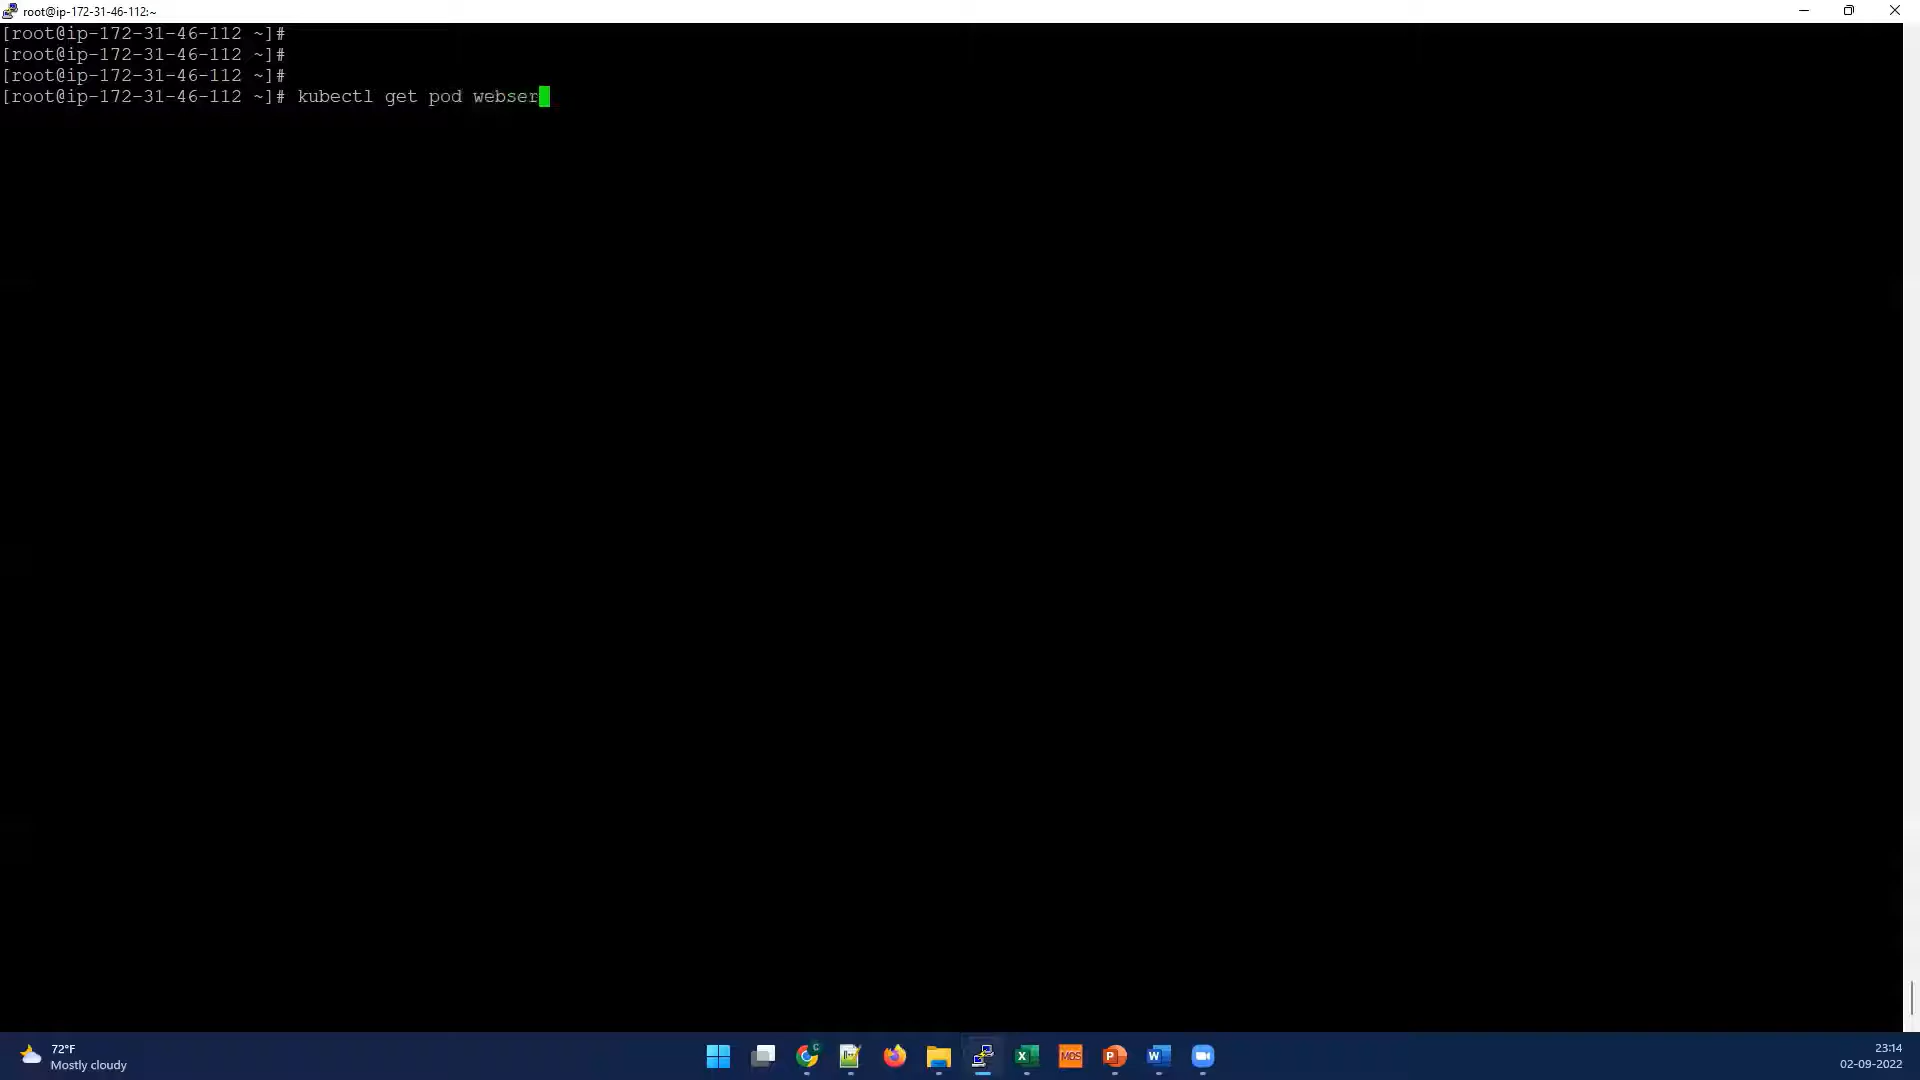 root@ip-172-31-46-112:~
[root@ip-172-31-46-112 ~]#
[root@ip-172-31-46-112 ~]#
[root@ip-172-31-46-112 ~]#
[root@ip-172-31-46-112 ~]# kubectl get pod webser
72°F
Mostly cloudy
C
X
MOS
P
W
23:14
02-09-2022